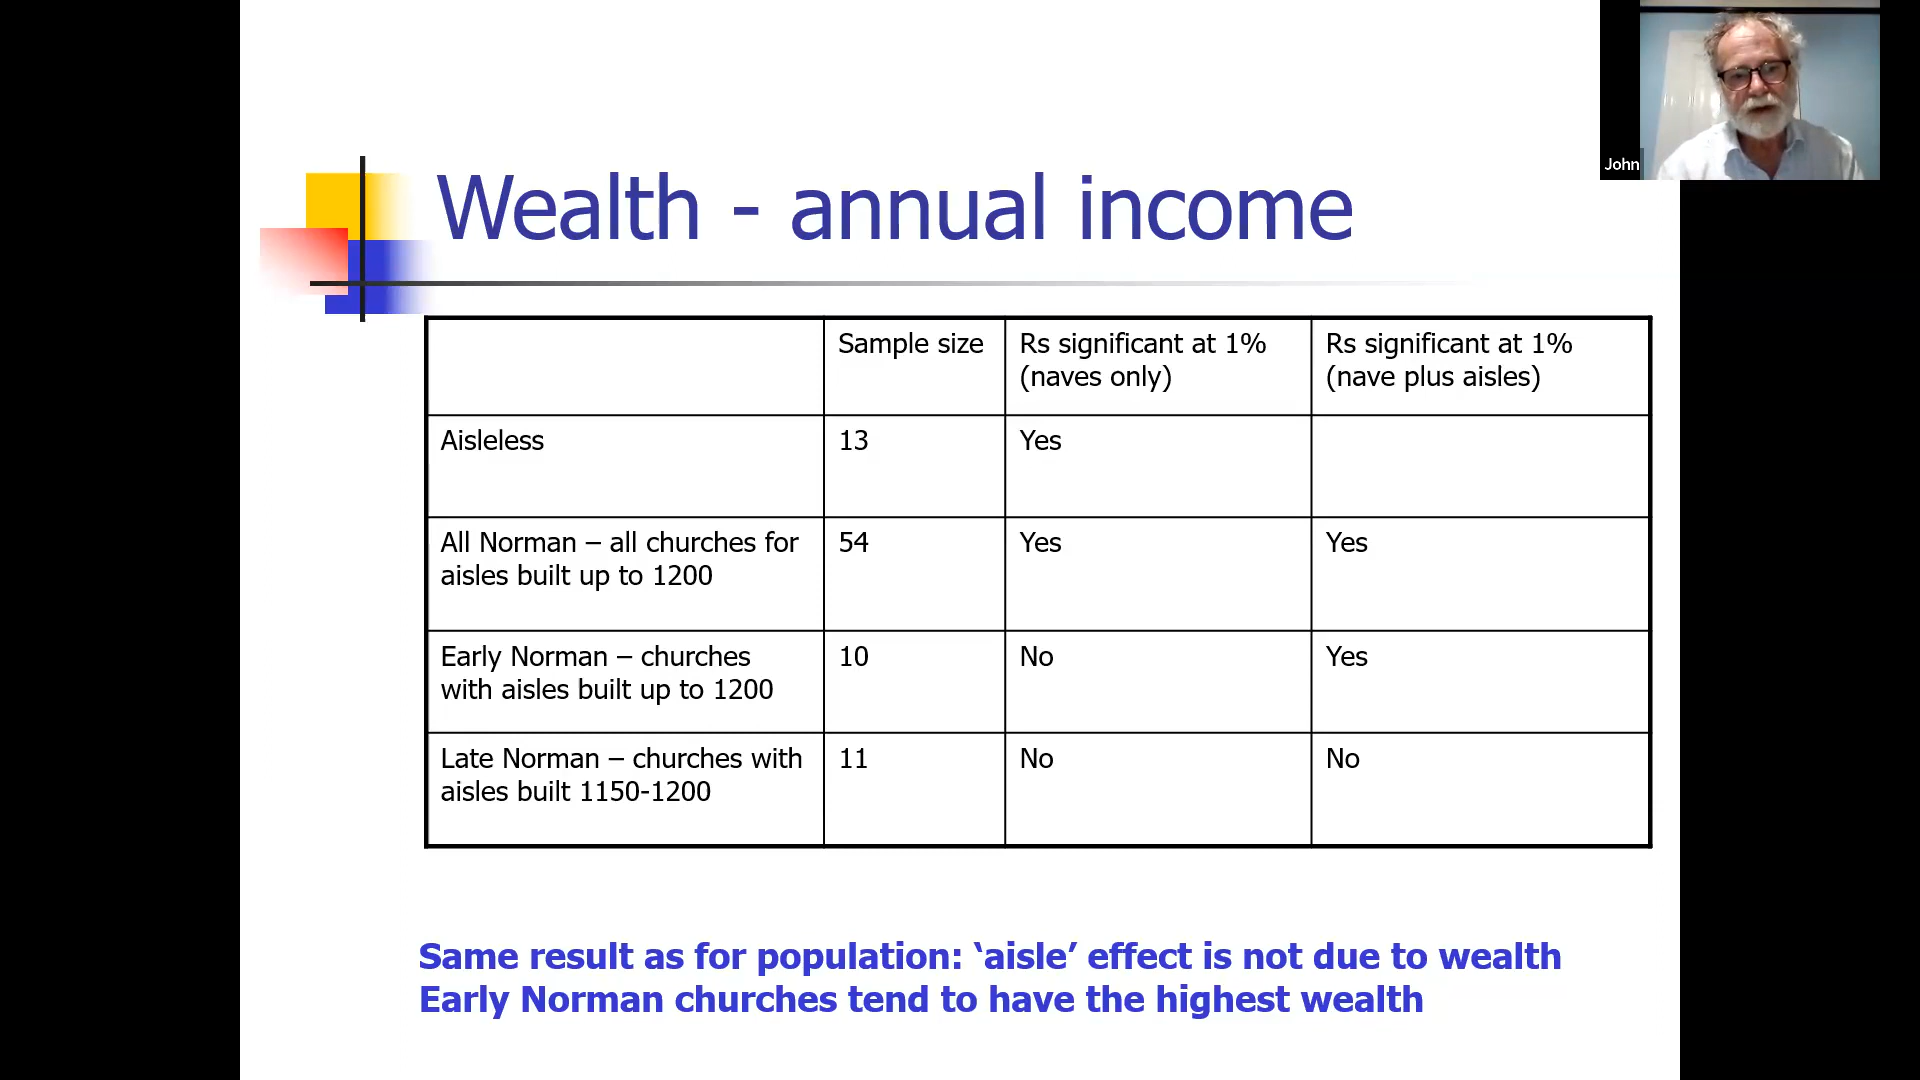 John
Wealth - annual income
Sample size
Rs significant at 1%
(naves only)
Rs significant at 1%
(nave plus aisles)
Aisleless
13
Yes
All Norman – all churches for
aisles built up to 1200
54
Yes
Yes
Early Norman – churches
with aisles built up to 1200
10
No
Yes
Late Norman – churches with
aisles built 1150-1200
11
No
No
Same result as for population: ‘aisle’ effect is not due to wealth
Early Norman churches tend to have the highest wealth